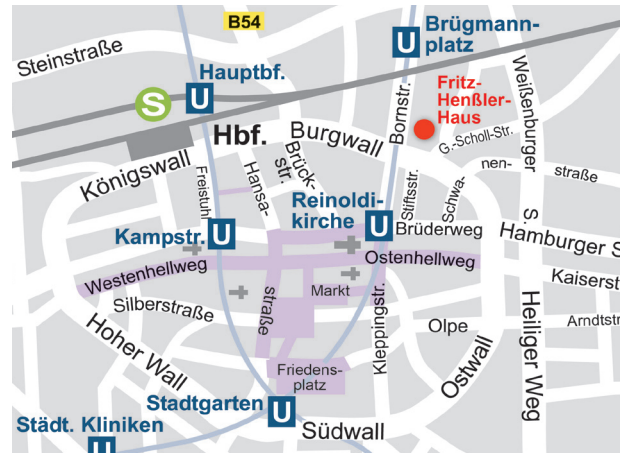 B54
Brügmann-
platz
U
Steinstraße
Hauptbf.
U
S
Fritz-
Henßler-
Haus
Weißenburger
S.
Bornstr.
Hbf.
Burgwall
G.-Scholl-Str.
Königswall
Brück-
str.
Freistuhl
Hansa-
straße
Stiftsstr.
Schwa-
nen-
straße
Reinoldi-
kirche
U
Kampstr.
U
Brüderweg
Hamburger S
Westenhellweg
Ostenhellweg
Kaiserst
Markt
Silberstraße
Kleppingstr.
Olpe
Arndtstr
Hoher Wall
Heiliger Weg
Ostwall
Friedens-
platz
Stadtgarten
U
Südwall
Städt. Kliniken
U